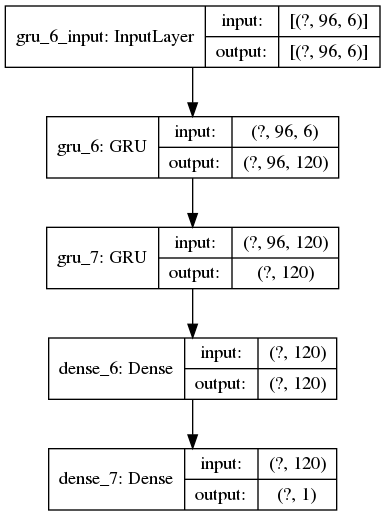 gru_6_input: InputLayer
input: [(?, 96, 6)]
output: [(?, 96, 6)]
gru_6: GRU
input: (?, 96, 6)
output: (?, 96, 120)
gru_7: GRU
input: (?, 96, 120)
output: (?, 120)
dense_6: Dense
input: (?, 120)
output: (?, 120)
dense_7: Dense
input: (?, 120)
output: (?, 1)